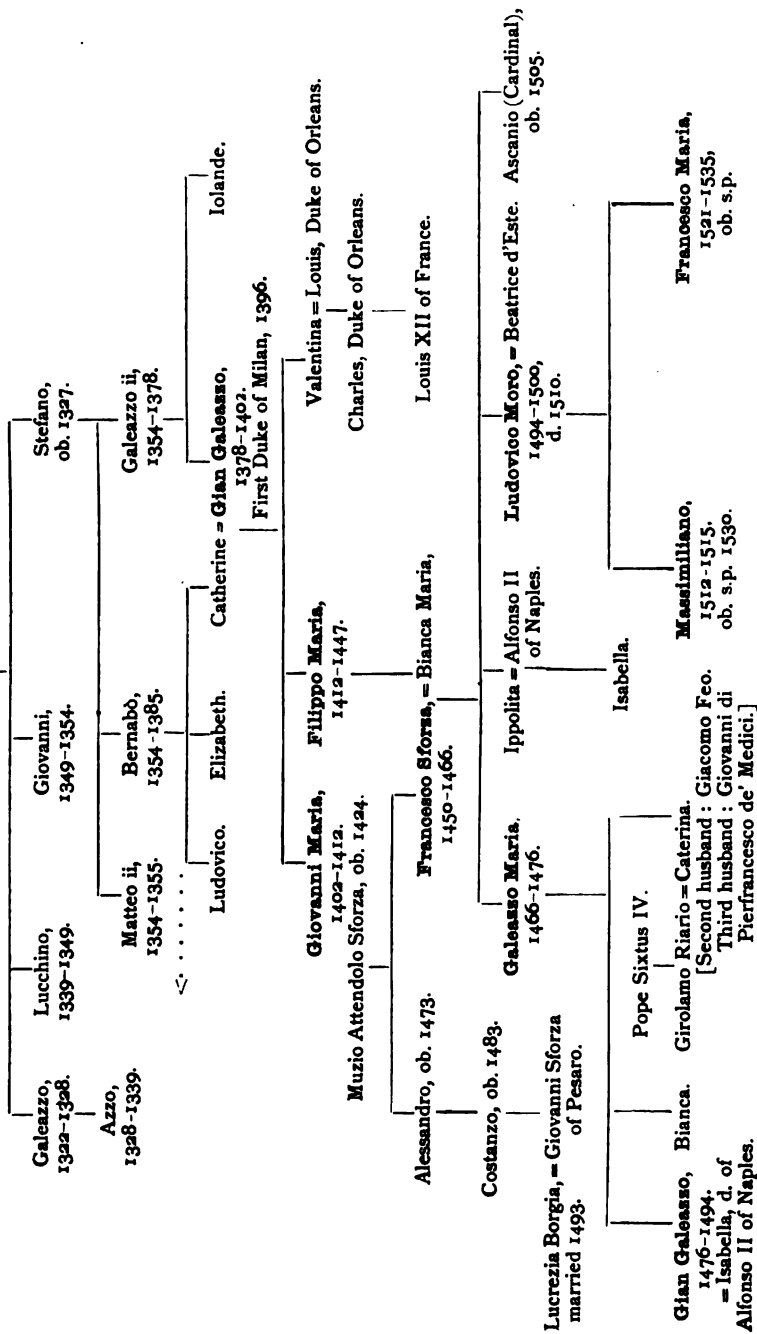 Galeazzo,
1322-1328.
Lucchino,
1339-1349.
Giovanni,
1349-1354.
Stefano,
ob. 1327.
Azzo,
1328-1339.
Matteo ii,
1354-1355.
Bernabò,
1354-1385.
Galeazzo ii,
1354-1378.
Ludovico.
Elizabeth.
Catherine = Gian Galeazzo,
1378-1402.
First Duke of Milan, 1396.
Iolande.
Giovanni Maria,
1402-1412.
Filippo Maria,
1412-1447.
Valentina = Louis, Duke of Orleans.
Muzio Attendolo Sforza, ob. 1424.
Charles, Duke of Orleans.
Alessandro, ob. 1473.
Francesco Sforza, = Bianca Maria,
1450-1466.
Louis XII of France.
Costanzo, ob. 1483.
Galeazzo Maria,
1466-1476.
Ippolita = Alfonso II
of Naples.
Ludovico Moro, = Beatrice d'Este.
1494-1500,
d. 1510.
Ascanio (Cardinal),
ob. 1505.
Lucrezia Borgia, = Giovanni Sforza
married 1493. of Pesaro.
Isabella.
Pope Sixtus IV.
Gian Galeazzo,
1476-1494.
= Isabella, d. of
Alfonso II of Naples.
Bianca.
Girolamo Riario = Caterina.
[Second husband : Giacomo Feo.
Third husband : Giovanni di
Pierfrancesco de' Medici.]
Massimiliano,
1512-1515.
ob. s.p. 1530.
Francesco Maria,
1521-1535,
ob. s.p.